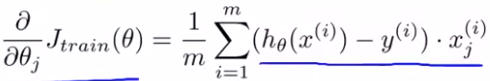 ∂/∂θ_j J_train(θ) = 1/m ∑_{i=1}^{m} (h_θ(x^(i)) − y^(i)) · x_j^(i)